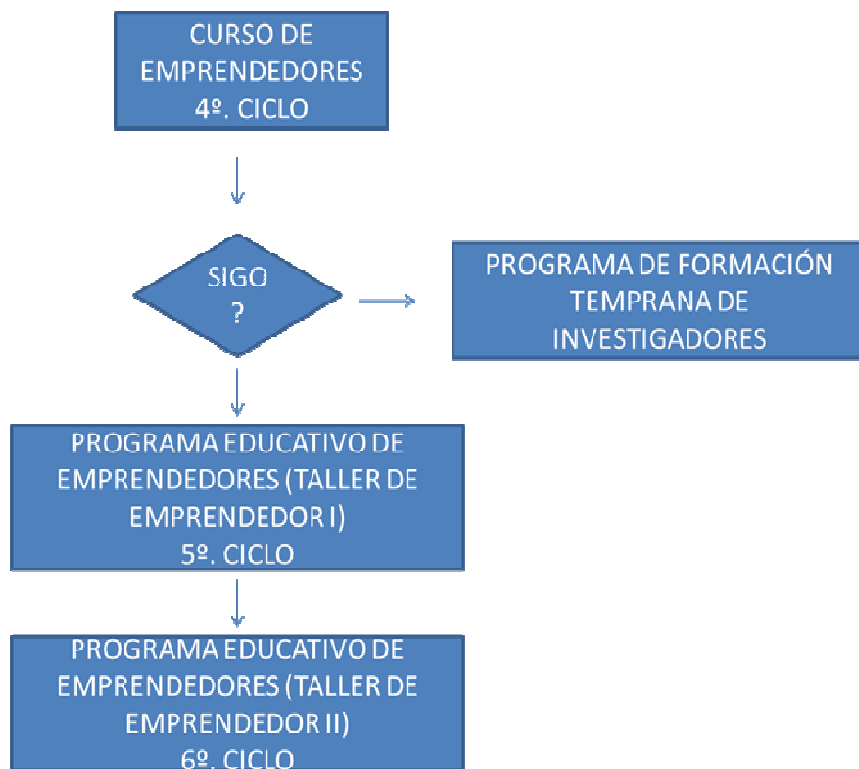 CURSO DE
EMPRENDEDORES
4º. CICLO
SIGO
?
PROGRAMA DE FORMACIÓN
TEMPRANA DE
INVESTIGADORES
PROGRAMA EDUCATIVO DE
EMPRENDEDORES (TALLER DE
EMPRENDEDOR I)
5º. CICLO
PROGRAMA EDUCATIVO DE
EMPRENDEDORES (TALLER DE
EMPRENDEDOR II)
6º. CICLO